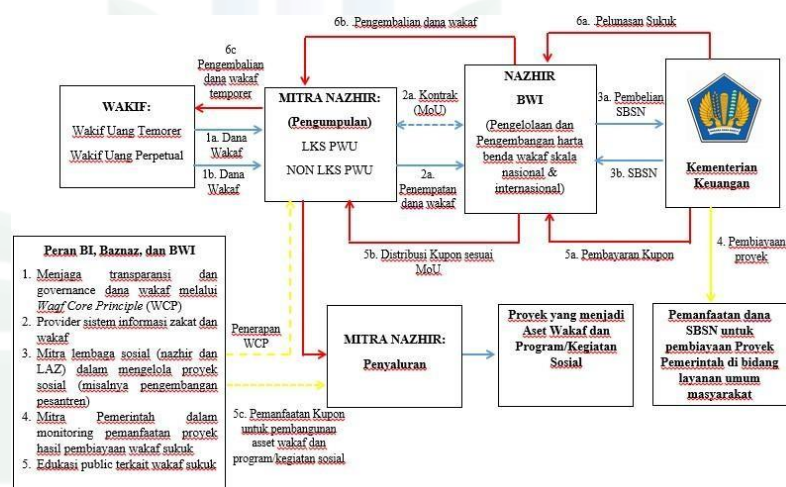 6b. Pengembalian dana wakaf
6a. Pelunasan Sukuk
6c
Pengembalian
dana wakaf
temporer
WAKIF:
Wakif Uang Temorer
Wakif Uang Perpetual
1a. Dana
Wakaf
1b. Dana
Wakaf
MITRA NAZHIR:
(Pengumpulan)
LKS PWU
NON LKS PWU
2a. Kontrak
(MoU)
2a.
Penempatan
dana wakaf
NAZHIR
BWI
(Pengelolaan dan
Pengembangan harta
benda wakaf skala
nasional &
internasional)
3a. Pembelian
SBSN
3b. SBSN
Kementerian
Keuangan
5b. Distribusi Kupon sesuai
MoU
5a. Pembayaran Kupon
4. Pembiayaan
proyek
Peran BI, Baznaz, dan BWI
1. Menjaga transparansi dan
governance dana wakaf melalui
Waqf Core Principle (WCP)
2. Provider sistem informasi zakat dan
wakaf
3. Mitra lembaga sosial (nazhir dan
LAZ) dalam mengelola proyek
sosial (misalnya pengembangan
pesantren)
4. Mitra Pemerintah dalam
monitoring pemanfaatan proyek
hasil pembiayaan wakaf sukuk
5. Edukasi public terkait wakaf sukuk
Penerapan
WCP
MITRA NAZHIR:
Penyaluran
5c. Pemanfaatan Kupon
untuk pembangunan
asset wakaf dan
program/kegiatan sosial
Proyek yang menjadi
Aset Wakaf dan
Program/Kegiatan
Sosial
Pemanfaatan dana
SBSN untuk
pembiayaan Proyek
Pemerintah di bidang
layanan umum
masyarakat